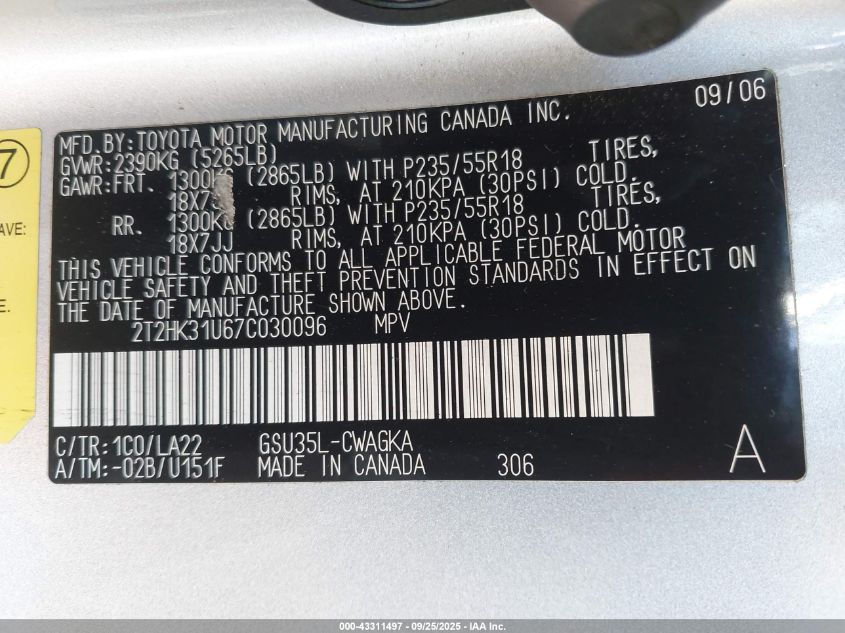 09/06
MFD. BY: TOYOTA MOTOR MANUFACTURING CANADA INC.
GVWR: 2390KG (5265LB)
GAWR: FRT. 1300KG (2865LB) WITH P235/55R18 TIRES,
18X7 RIMS, AT 210KPA (30PSI) COLD.
RR. 1300KG (2865LB) WITH P235/55R18 TIRES,
18X7JJ RIMS, AT 210KPA (30PSI) COLD.
THIS VEHICLE CONFORMS TO ALL APPLICABLE FEDERAL MOTOR
VEHICLE SAFETY AND THEFT PREVENTION STANDARDS IN EFFECT ON
THE DATE OF MANUFACTURE SHOWN ABOVE.
2T2HK31U67C030096 MPV
C/TR: 1C0/LA22 GSU35L-CWAGKA
A/TM: -02B/U151F MADE IN CANADA 306 A
7
AVE:
E.
000-43311497 - 09/25/2025 - IAA Inc.